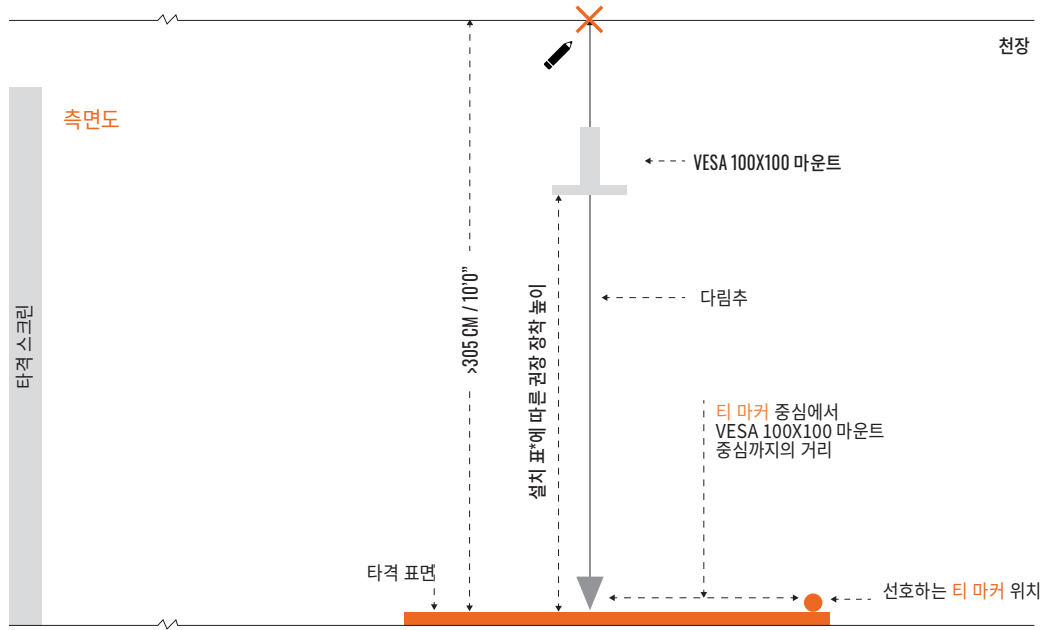 천장
측면도
VESA 100X100 마운트
다림추
타격 스크린
>305 CM / 10'0”
설치 표*에 따른 권장 장착 높이
티 마커 중심에서
VESA 100X100 마운트
중심까지의 거리
타격 표면
선호하는 티 마커 위치